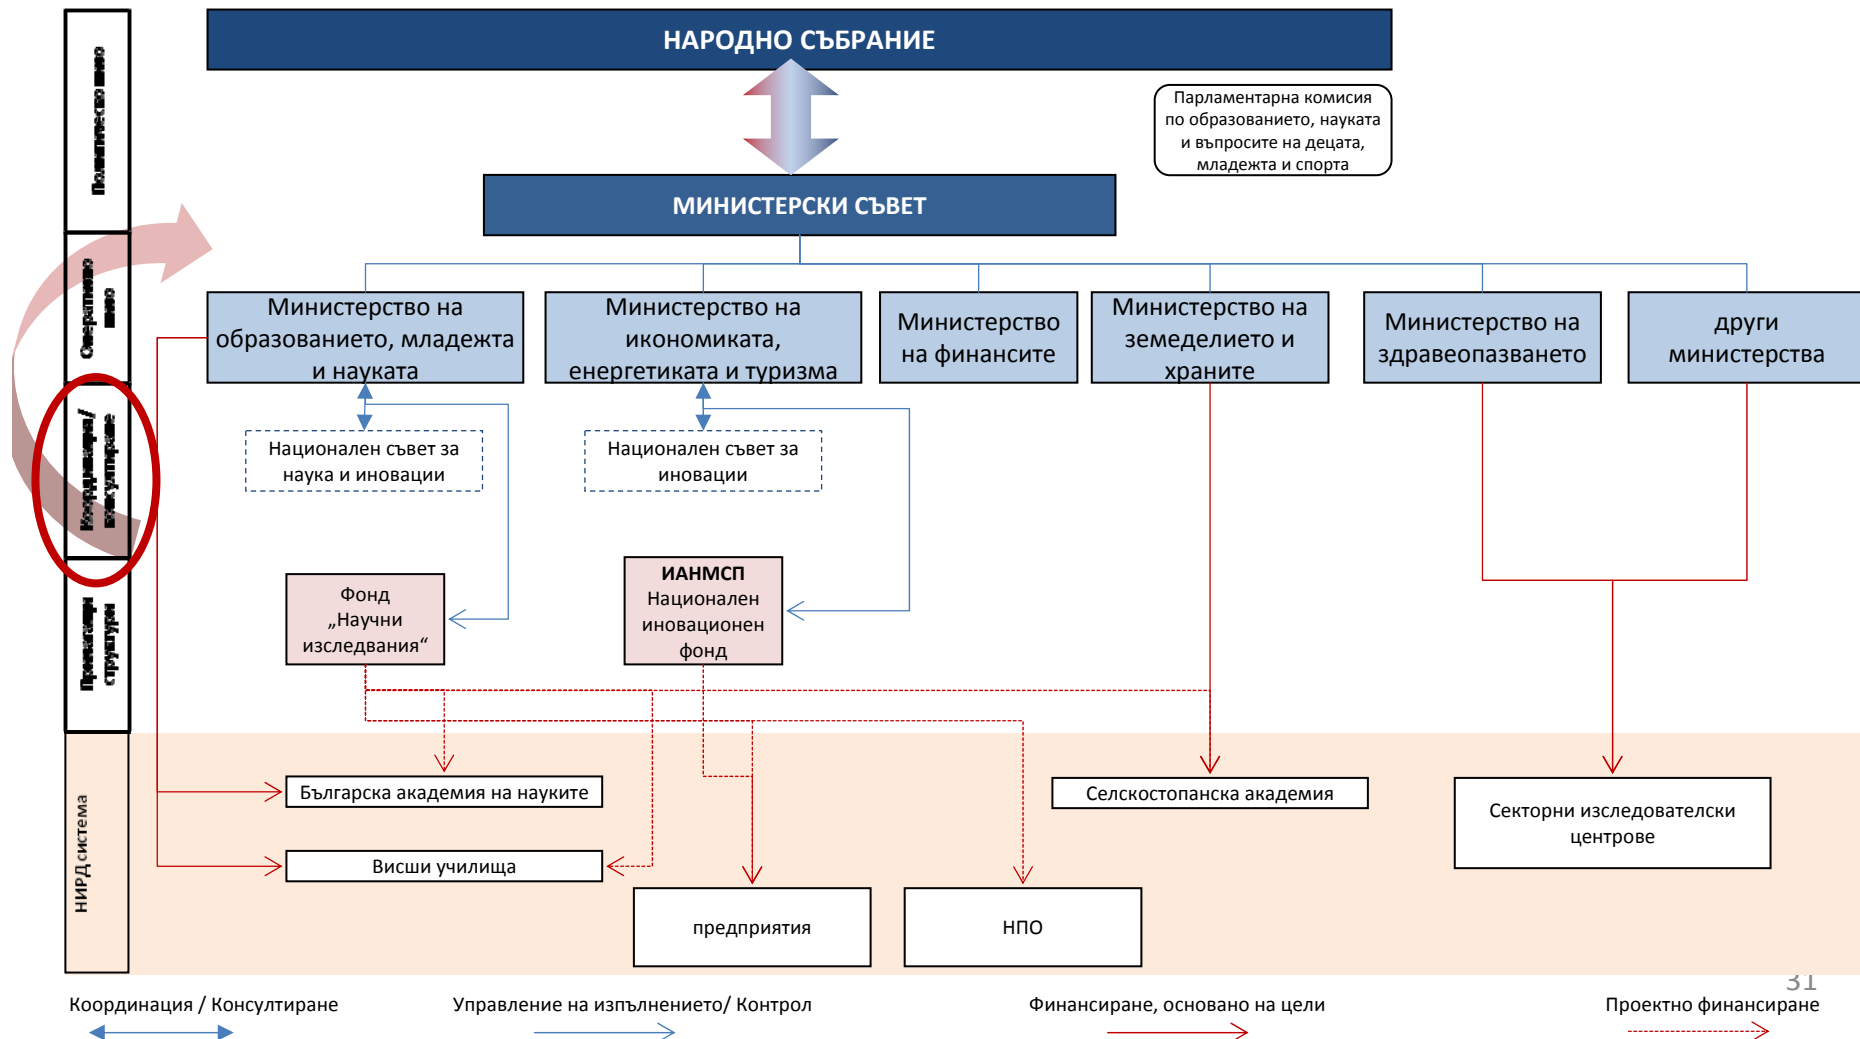 НАРОДНО СЪБРАНИЕ
Парламентарна комисия
по образованието, науката
и въпросите на децата,
младежта и спорта
МИНИСТЕРСКИ СЪВЕТ
Министерство на
образованието, младежта
и науката
Министерство на
икономиката,
енергетиката и туризма
Министерство
на финансите
Министерство на
земеделието и
храните
Министерство на
здравеопазването
други
министерства
Национален съвет за
наука и иновации
Национален съвет за
иновации
Фонд
„Научни
изследвания“
ИАНМСП
Национален
иновационен
фонд
НИРД система
Българска академия на науките
Висши училища
предприятия
НПО
Селскостопанска академия
Секторни изследователски
центрове
31
Координация / Консултиране
Управление на изпълнението/ Контрол
Финансиране, основано на цели
Проектно финансиране